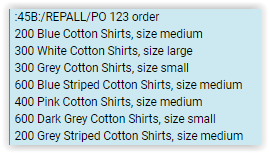 :45B:/REPALL/PO 123 order
200 Blue Cotton Shirts, size medium
300 White Cotton Shirts, size large
300 Grey Cotton Shirts, size small
600 Blue Striped Cotton Shirts, size medium
400 Pink Cotton Shirts, size medium
600 Dark Grey Cotton Shirts, size small
200 Grey Striped Cotton Shirts, size medium